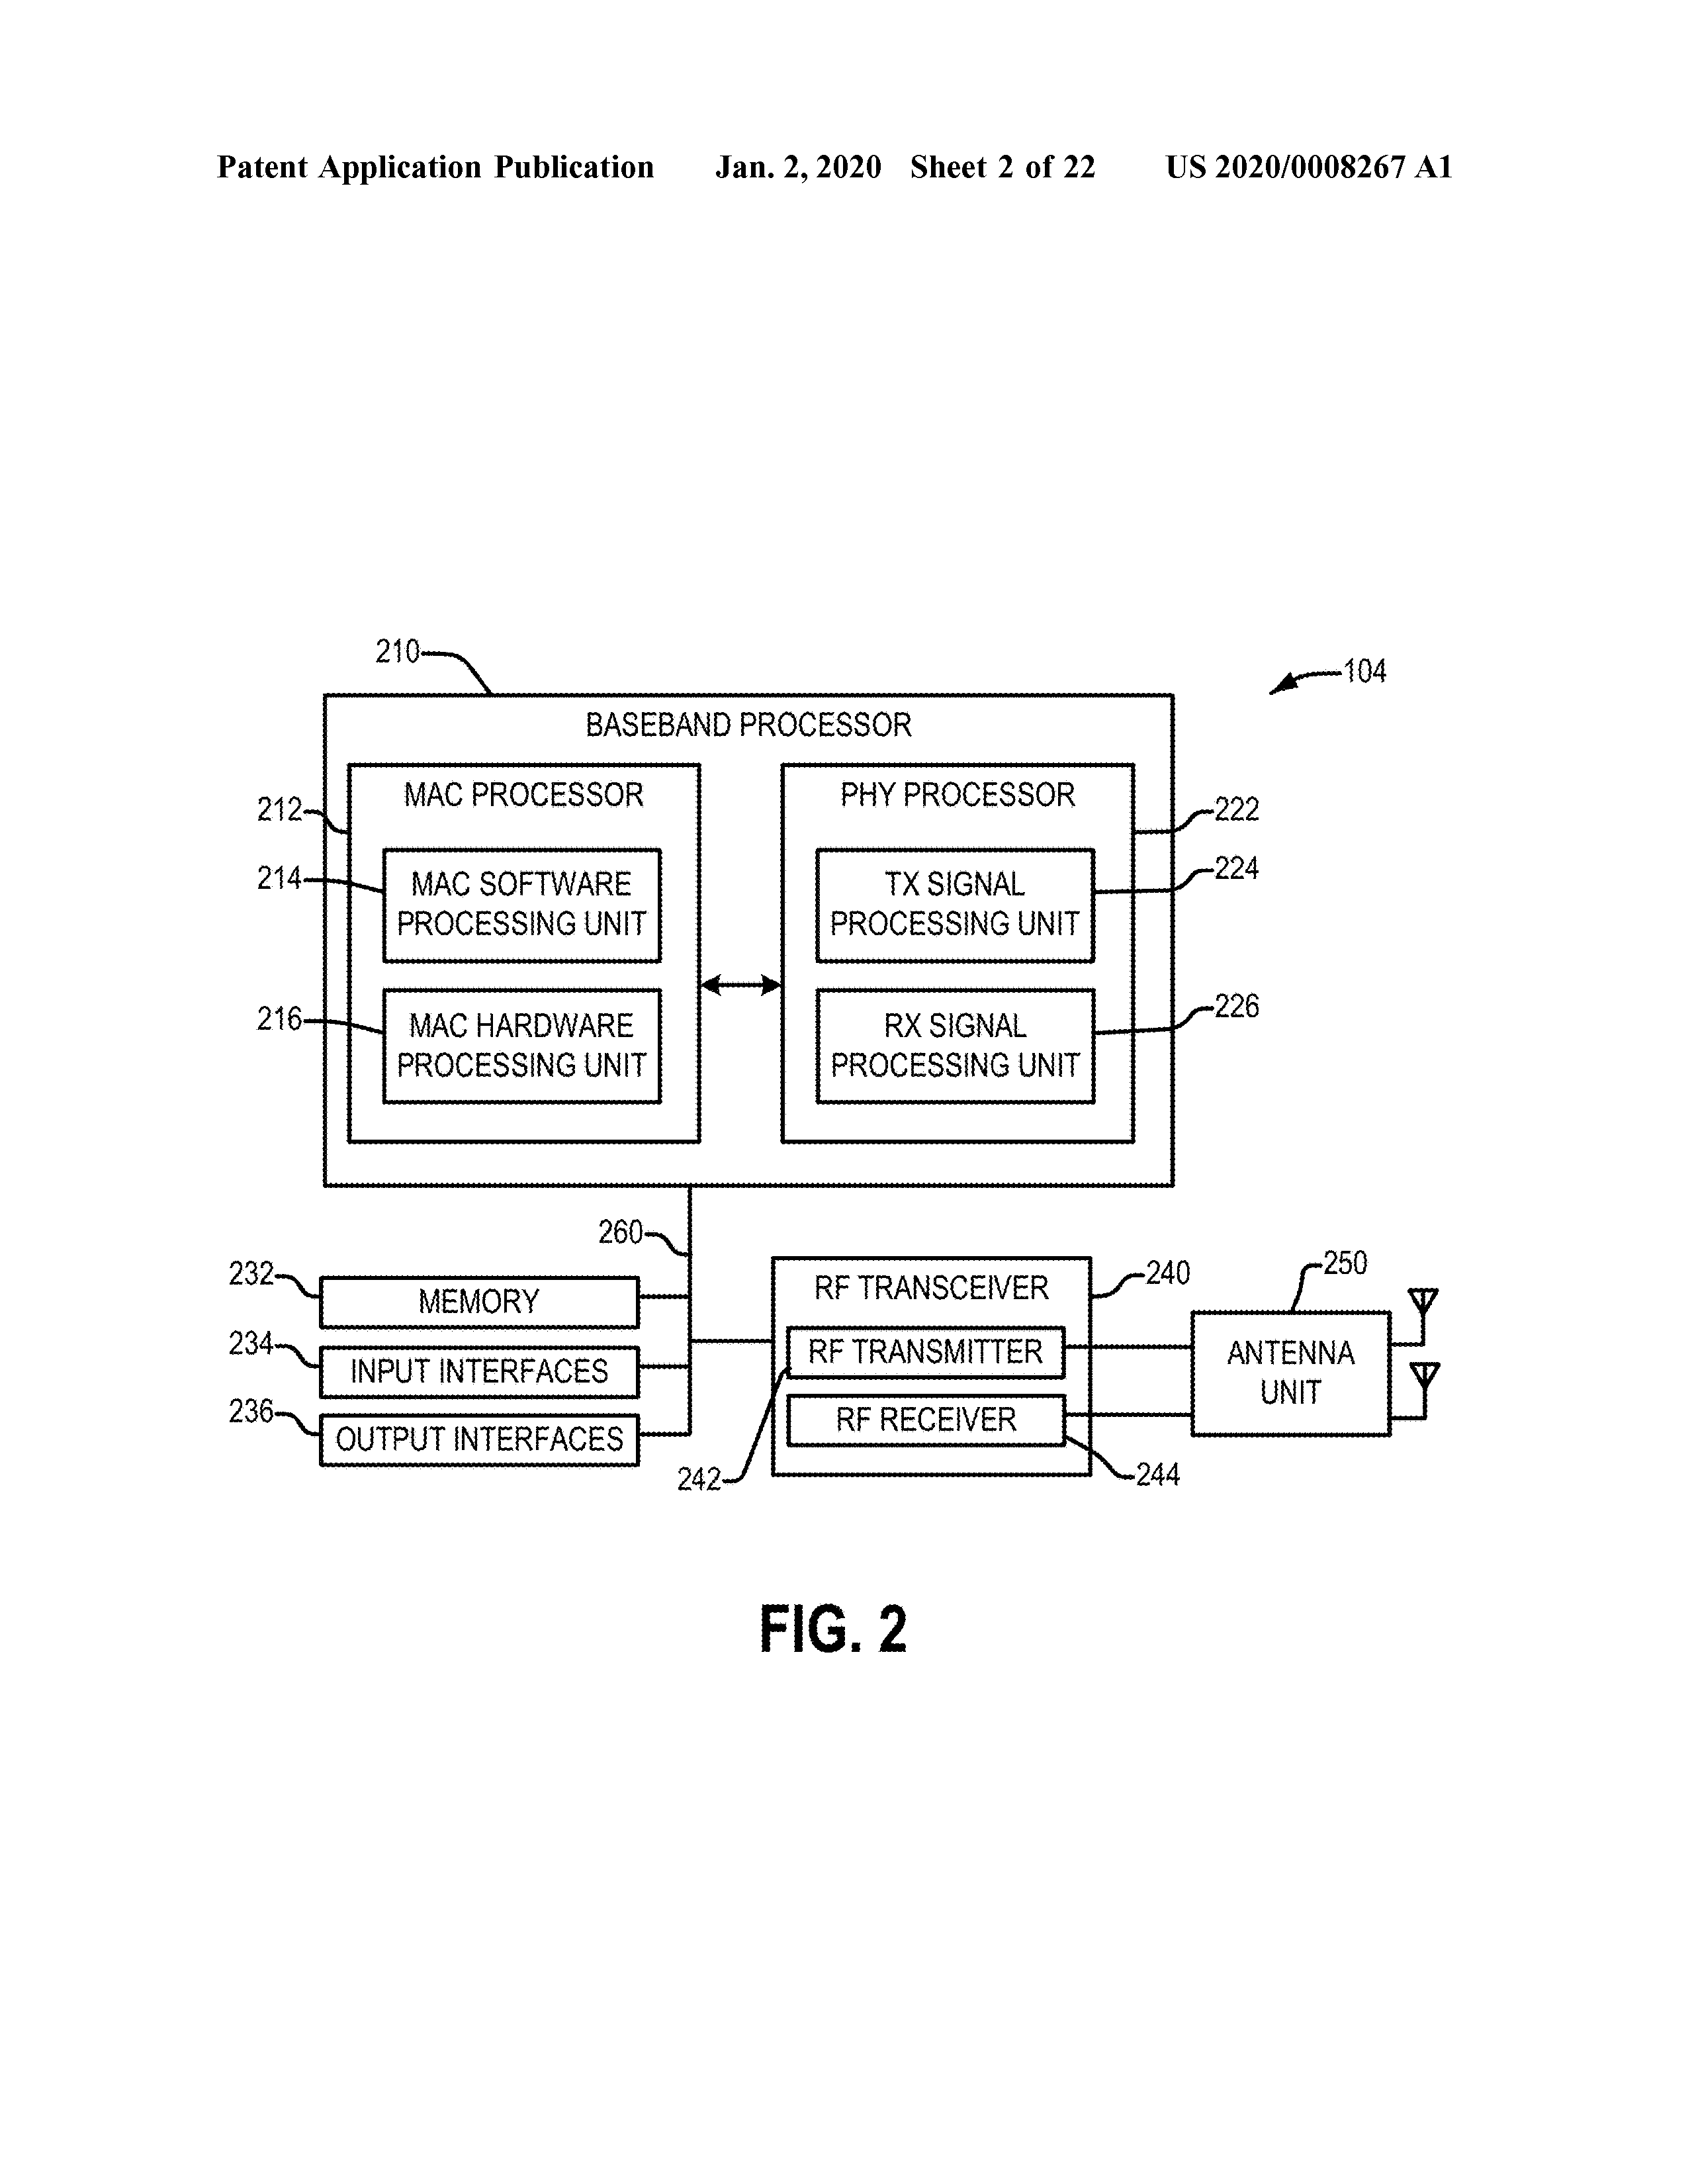 Patent Application Publication Jan. 2, 2020 Sheet 2 of 22 US 2020/0008267 A1
210
104
BASEBAND PROCESSOR
MAC PROCESSOR
PHY PROCESSOR
212
222
214
MAC SOFTWARE
PROCESSING UNIT
TX SIGNAL
PROCESSING UNIT
224
216
MAC HARDWARE
PROCESSING UNIT
RX SIGNAL
PROCESSING UNIT
226
260
232
MEMORY
234
INPUT INTERFACES
236
OUTPUT INTERFACES
RF TRANSCEIVER
240
RF TRANSMITTER
RF RECEIVER
242
244
250
ANTENNA
UNIT
FIG. 2